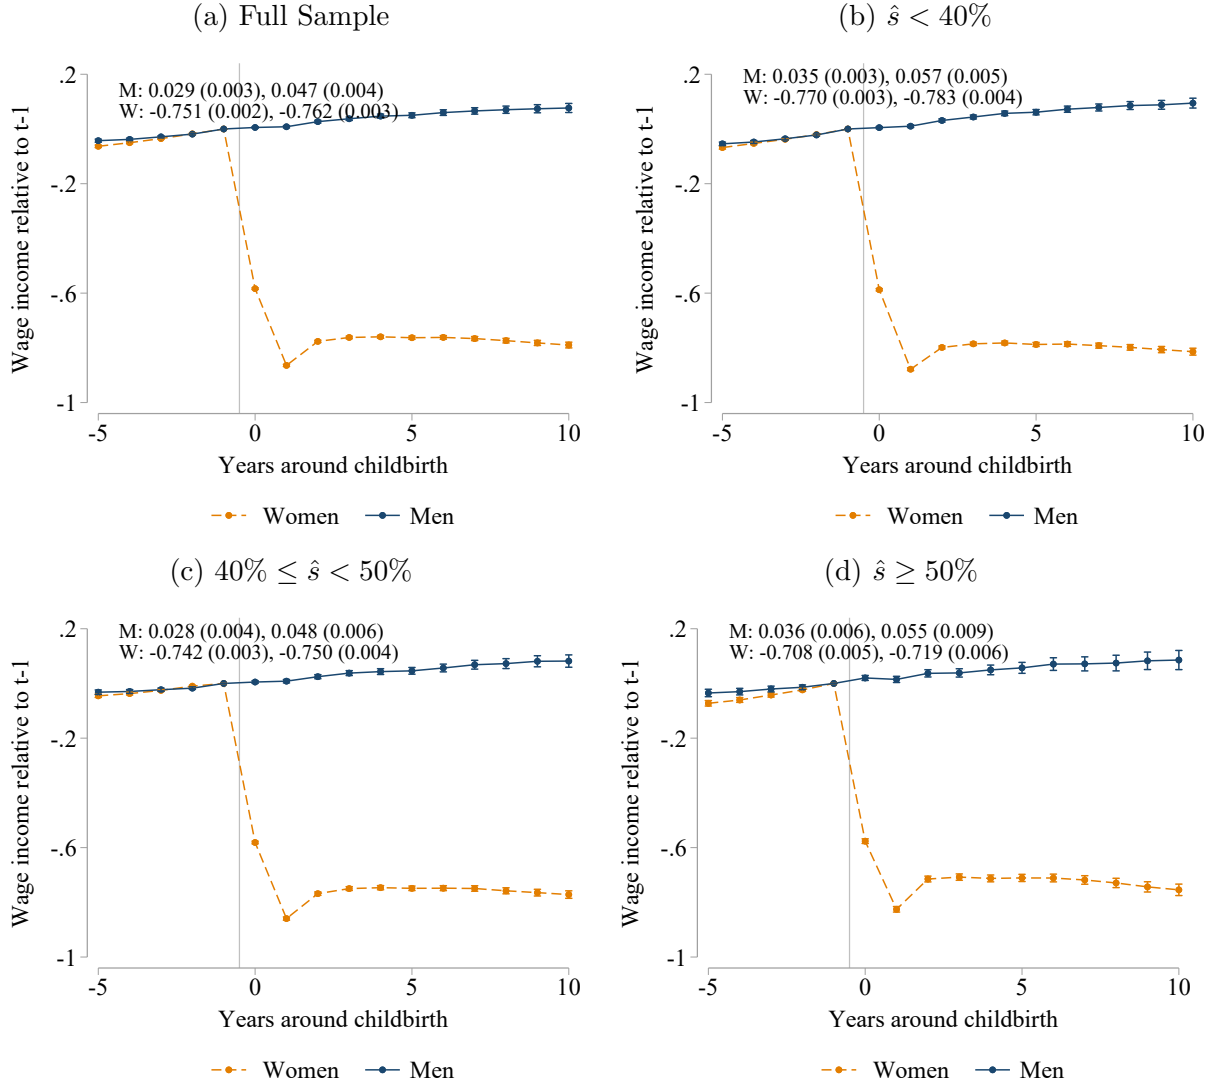 (a) Full Sample
.2
-.2
-.6
-1
Wage income relative to t-1
M: 0.029 (0.003), 0.047 (0.004)
W: -0.751 (0.002), -0.762 (0.003)
-5 0 5 10
Years around childbirth
Women Men
(b) ŝ < 40%
.2
-.2
-.6
-1
Wage income relative to t-1
M: 0.035 (0.003), 0.057 (0.005)
W: -0.770 (0.003), -0.783 (0.004)
-5 0 5 10
Years around childbirth
Women Men
(c) 40% ≤ ŝ < 50%
.2
-.2
-.6
-1
Wage income relative to t-1
M: 0.028 (0.004), 0.048 (0.006)
W: -0.742 (0.003), -0.750 (0.004)
-5 0 5 10
Years around childbirth
Women Men
(d) ŝ ≥ 50%
.2
-.2
-.6
-1
Wage income relative to t-1
M: 0.036 (0.006), 0.055 (0.009)
W: -0.708 (0.005), -0.719 (0.006)
-5 0 5 10
Years around childbirth
Women Men